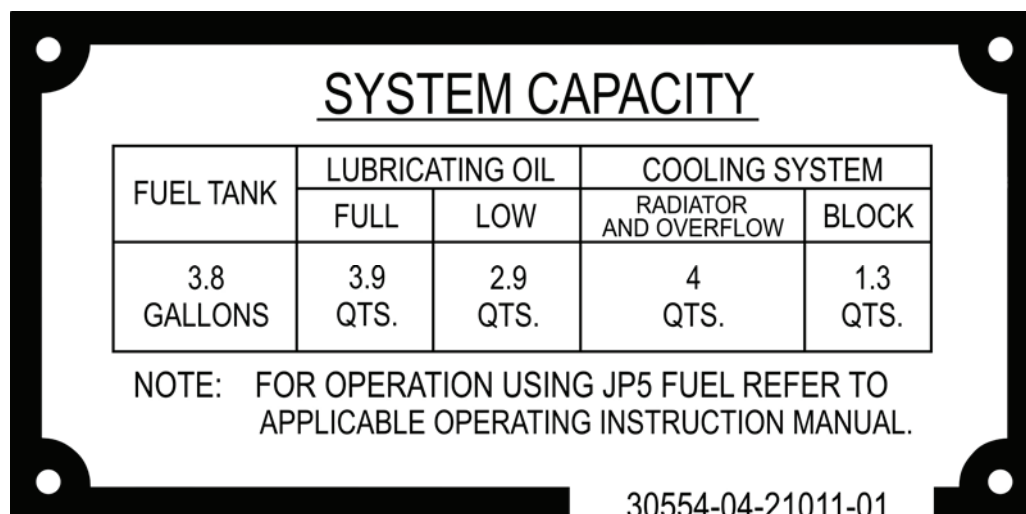 SYSTEM CAPACITY
FUEL TANK
LUBRICATING OIL
COOLING SYSTEM
FULL
LOW
RADIATOR
AND OVERFLOW
BLOCK
3.8
GALLONS
3.9
QTS.
2.9
QTS.
4
QTS.
1.3
QTS.
NOTE: FOR OPERATION USING JP5 FUEL REFER TO
APPLICABLE OPERATING INSTRUCTION MANUAL.
30554-04-21011-01